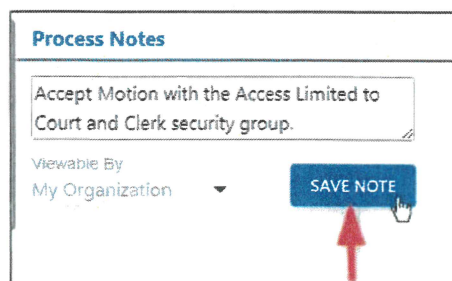 Process Notes
Accept Motion with the Access Limited to
Court and Clerk security group.
Viewable By
My Organization
SAVE NOTE